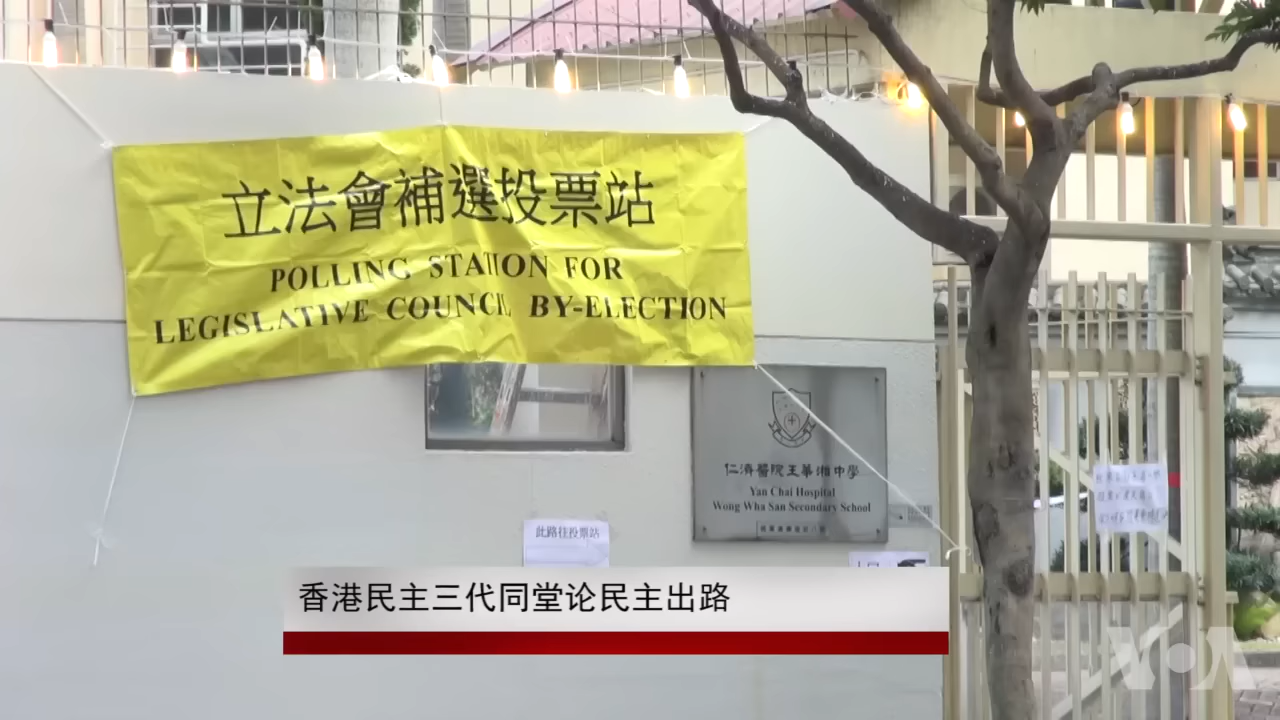 立法會補選投票站
POLLING STATION FOR
LEGISLATIVE COUNCIL BY-ELECTION
仁濟醫院王華湘中學
Yan Chai Hospital
Wong Wha San Secondary School
此路往投票站
香港民主三代同堂论民主出路
VOA